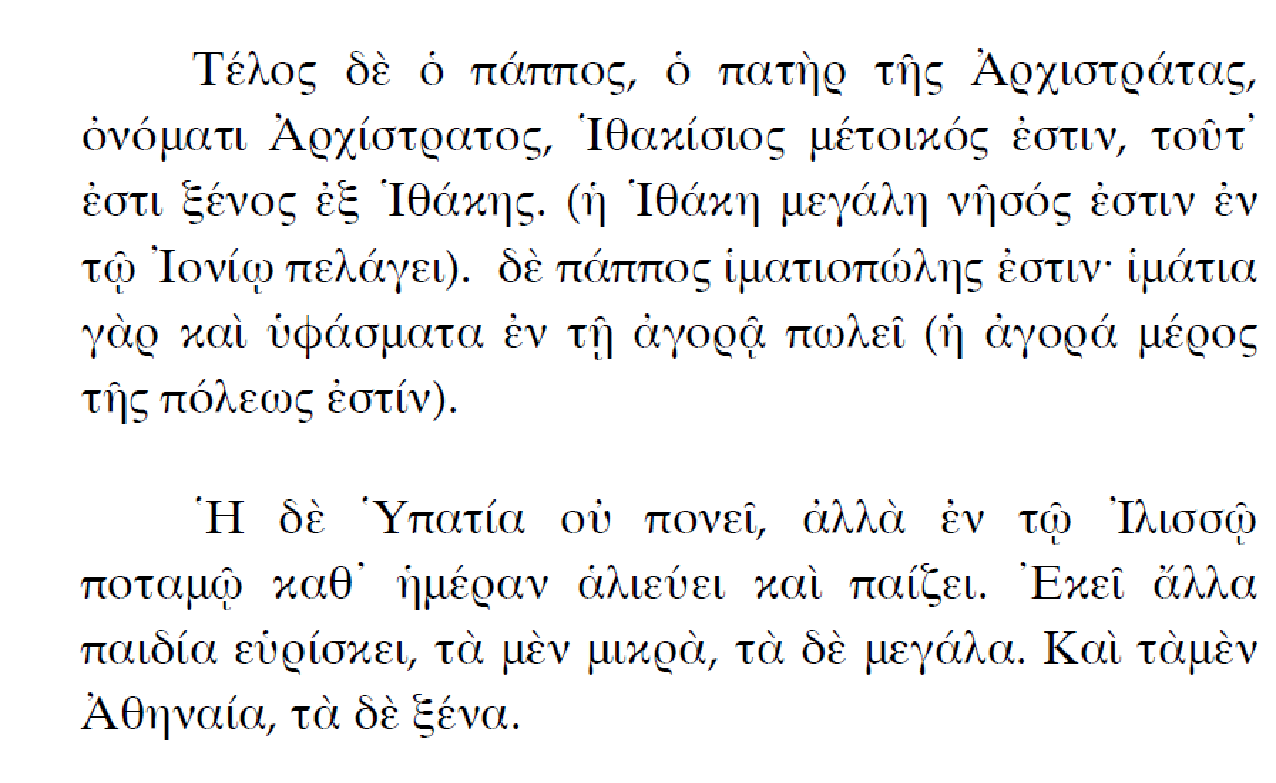 Τέλος δὲ ὁ πάππος, ὁ πατὴρ τῆς Ἀρχιστράτας,
ὀνόματι Ἀρχίστρατος, Ἱθακίσιος μέτοικός ἐστιν, τοῦτ᾽
ἐστι ξένος ἐξ Ἱθάκης. (ἡ Ἱθάκη μεγάλη νῆσός ἐστιν ἐν
τῷ Ἰονίῳ πελάγει). δὲ πάππος ἱματιοπώλης ἐστιν· ἱμάτια
γὰρ καὶ ὑφάσματα ἐν τῇ ἀγορᾷ πωλεῖ (ἡ ἀγορά μέρος
τῆς πόλεως ἐστίν).
Ἡ δὲ Ὑπατία οὐ πονεῖ, ἀλλὰ ἐν τῷ Ἰλισσῷ
ποταμῷ καθ᾽ ἡμέραν ἁλιεύει καὶ παίζει. Ἐκεῖ ἄλλα
παιδία εὑρίσκει, τὰ μὲν μικρὰ, τὰ δὲ μεγάλα. Καὶ τὰμὲν
Ἀθηναία, τὰ δὲ ξένα.